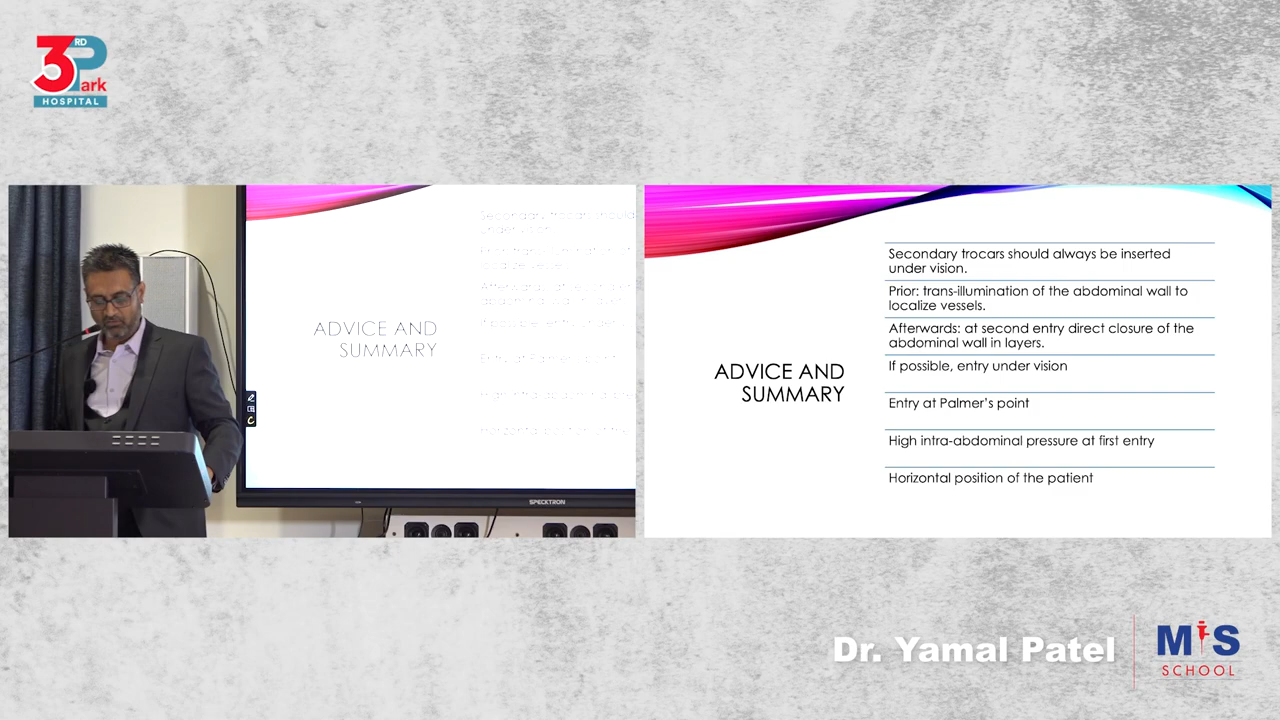 3RD Park
HOSPITAL
ADVICE AND
SUMMARY
SPECKTRON
ADVICE AND
SUMMARY
Secondary trocars should always be inserted
under vision.
Prior: trans-illumination of the abdominal wall to
localize vessels.
Afterwards: at second entry direct closure of the
abdominal wall in layers.
If possible, entry under vision
Entry at Palmer's point
High intra-abdominal pressure at first entry
Horizontal position of the patient
Dr. Yamal Patel
MIS
SCHOOL